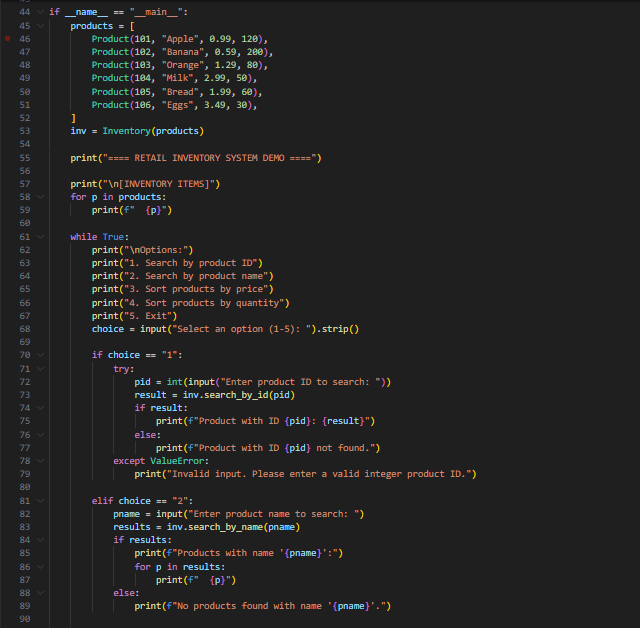 44 if __name__ == "__main__":
45     products = [
46         Product(101, "Apple", 0.99, 120),
47         Product(102, "Banana", 0.59, 200),
48         Product(103, "Orange", 1.29, 80),
49         Product(104, "Milk", 2.99, 50),
50         Product(105, "Bread", 1.99, 60),
51         Product(106, "Eggs", 3.49, 30),
52     ]
53     inv = Inventory(products)
54
55     print("==== RETAIL INVENTORY SYSTEM DEMO ====")
56
57     print("\n[INVENTORY ITEMS]")
58     for p in products:
59         print(f"  {p}")
60
61     while True:
62         print("\nOptions:")
63         print("1. Search by product ID")
64         print("2. Search by product name")
65         print("3. Sort products by price")
66         print("4. Sort products by quantity")
67         print("5. Exit")
68         choice = input("Select an option (1-5): ").strip()
69
70         if choice == "1":
71             try:
72                 pid = int(input("Enter product ID to search: "))
73                 result = inv.search_by_id(pid)
74                 if result:
75                     print(f"Product with ID {pid}: {result}")
76                 else:
77                     print(f"Product with ID {pid} not found.")
78             except ValueError:
79                 print("Invalid input. Please enter a valid integer product ID.")
80
81         elif choice == "2":
82             pname = input("Enter product name to search: ")
83             results = inv.search_by_name(pname)
84             if results:
85                 print(f"Products with name '{pname}':")
86                 for p in results:
87                     print(f"  {p}")
88             else:
89                 print(f"No products found with name '{pname}'.")
90